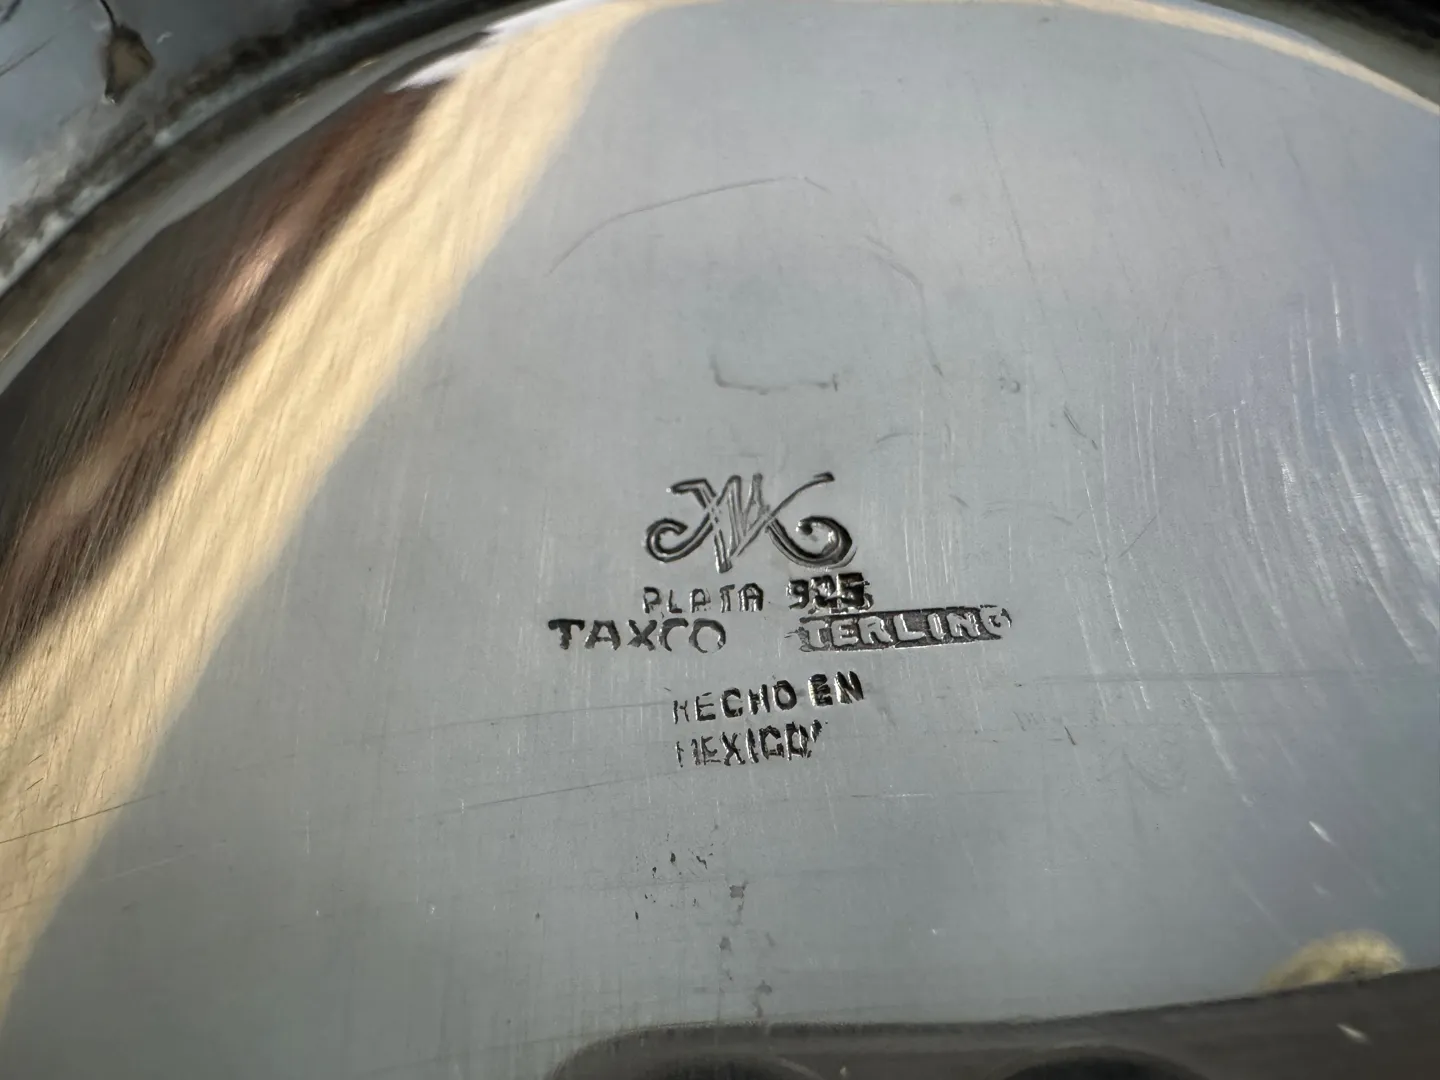 PLATA 925
TAXCO STERLING
HECHO EN
MEXICO